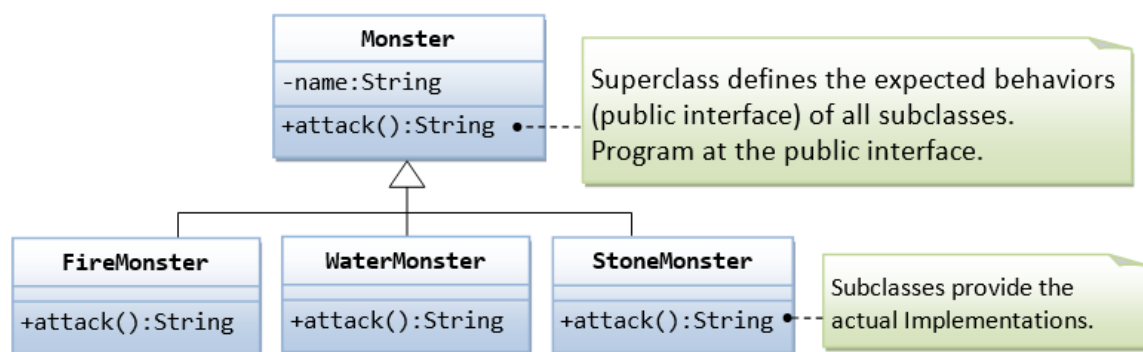 Monster
-name:String
+attack():String
Superclass defines the expected behaviors
(public interface) of all subclasses.
Program at the public interface.
FireMonster
+attack():String
WaterMonster
+attack():String
StoneMonster
+attack():String
Subclasses provide the
actual Implementations.